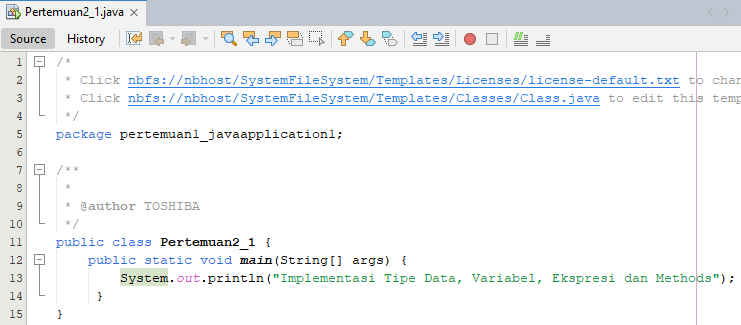 Pertemuan2_1.java
Source History
1 /*
2 * Click nbfs://nbhost/SystemFileSystem/Templates/Licenses/license-default.txt to chan
3 * Click nbfs://nbhost/SystemFileSystem/Templates/Classes/Class.java to edit this temp
4 */
5 package pertemuan1_javaapplication1;
6
7 /**
8 *
9 * @author TOSHIBA
10 */
11 public class Pertemuan2_1 {
12 public static void main(String[] args) {
13 System.out.println("Implementasi Tipe Data, Variabel, Ekspresi dan Methods");
14 }
15 }